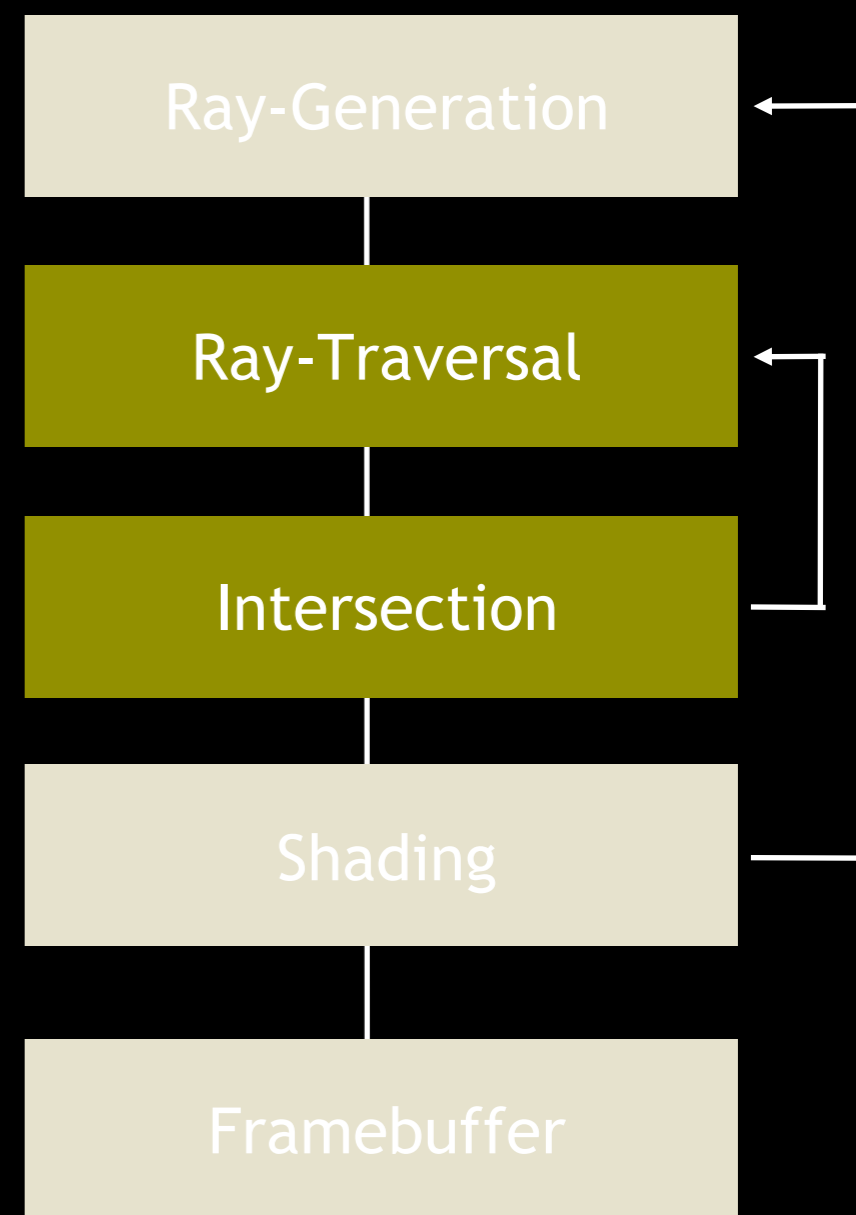 Ray-Generation
Ray-Traversal
Intersection
Shading
Framebuffer